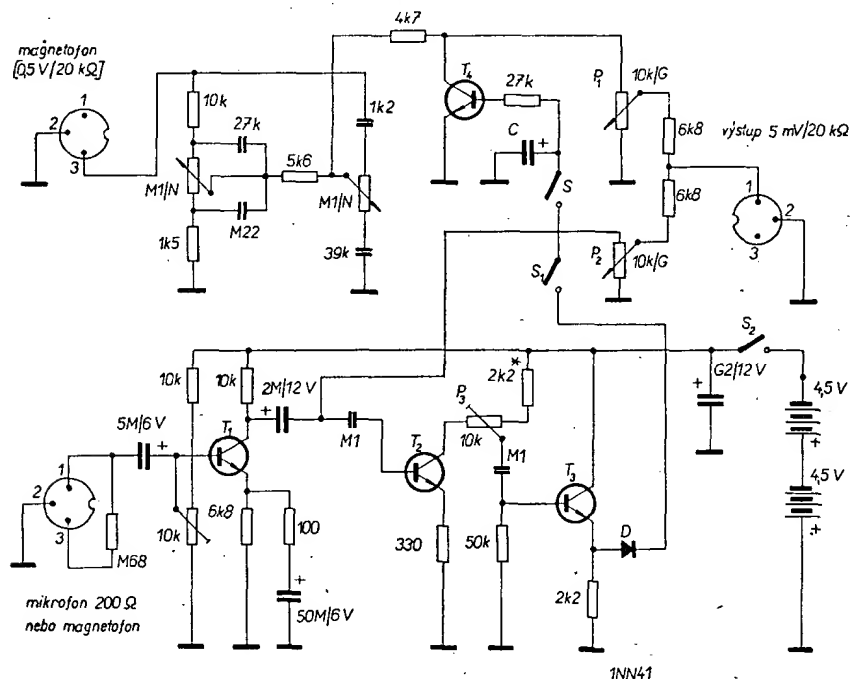 magnetofon
[0,5 V/20 kΩ]
1
2
3
10k
27k
M1/N
M22
1k5
5k6
1k2
M1/N
39k
4k7
T4
27k
C
+
S
S1
P1
10k/G
6k8
6k8
P2
10k/G
výstup 5 mV/20 kΩ
1
2
3
S2
G2/12 V
+
4,5V
+
4,5V
+
10k
10k
2M/12 V
+
5M/6 V
+
T1
M1
T2
P3
10k
*
2k2
M1
T3
D
1
2
3
M68
10k
6k8
100
+
50M/6 V
330
50k
2k2
mikrofon 200 Ω
nebo magnetofon
1NN41